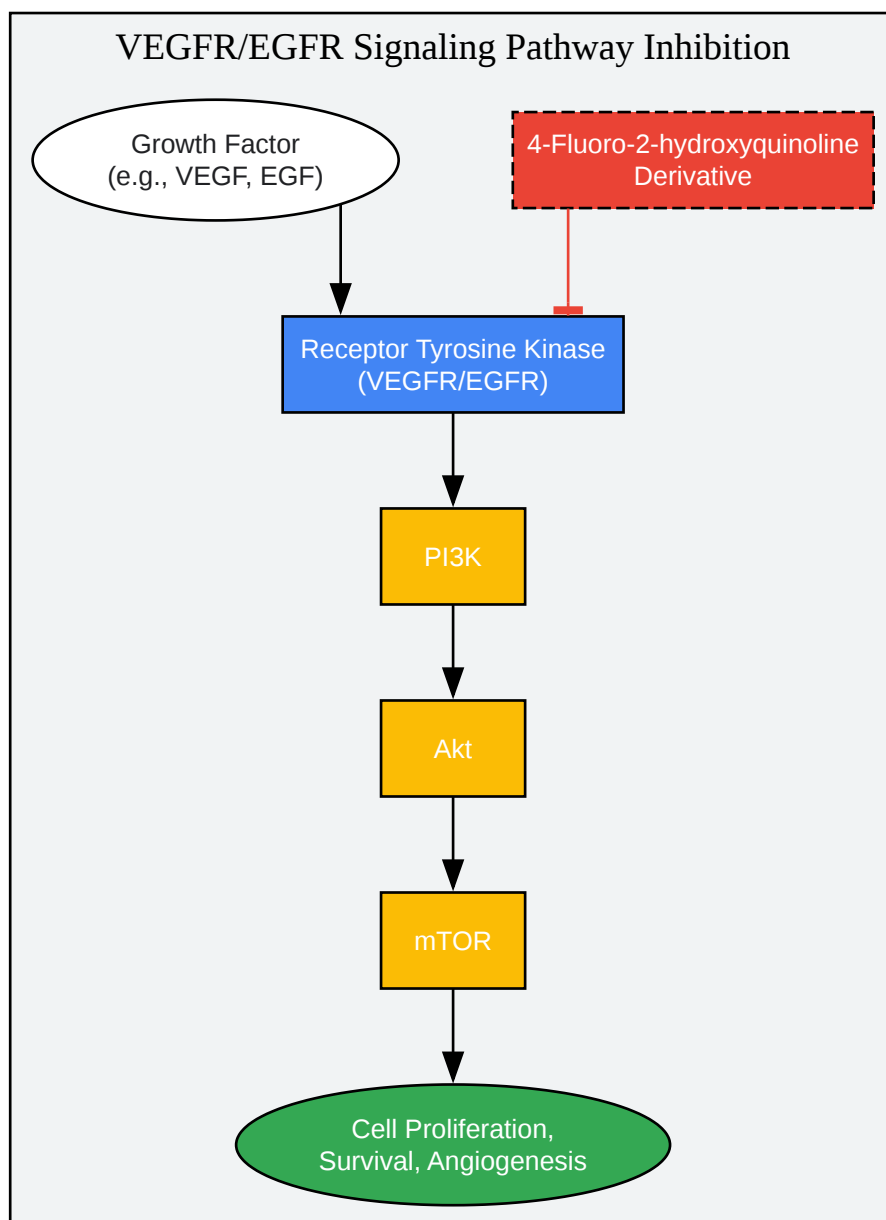 VEGFR/EGFR Signaling Pathway Inhibition
Growth Factor
(e.g., VEGF, EGF)
4-Fluoro-2-hydroxyquinoline
Derivative
Receptor Tyrosine Kinase
(VEGFR/EGFR)
PI3K
Akt
mTOR
Cell Proliferation,
Survival, Angiogenesis